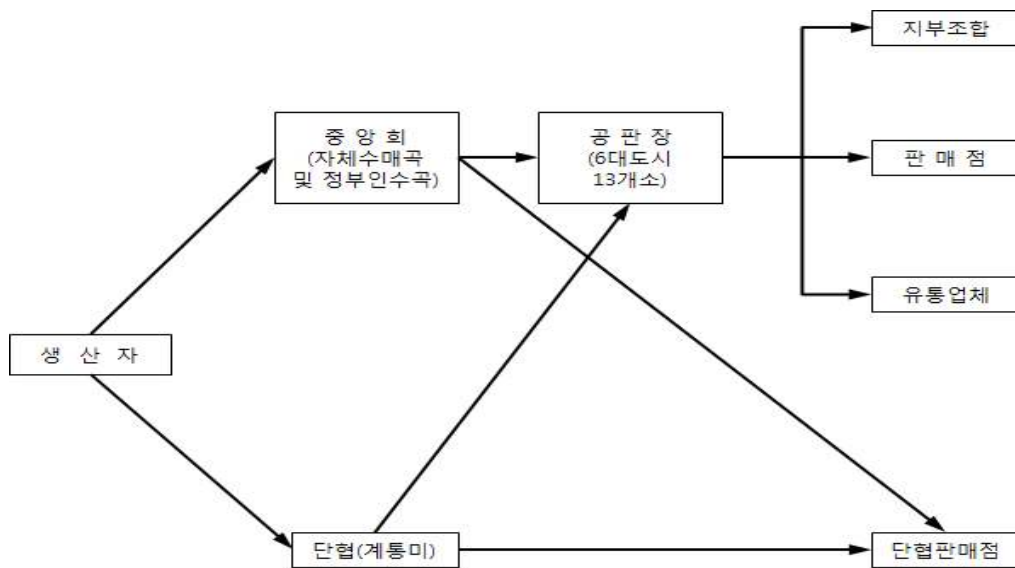 지부조합
중 앙 회
(자체수매곡
및 정부인수곡)
공 판 장
(6대도시
13개소)
판 매 점
유통업체
생 산 자
단협(계통미)
단협판매점